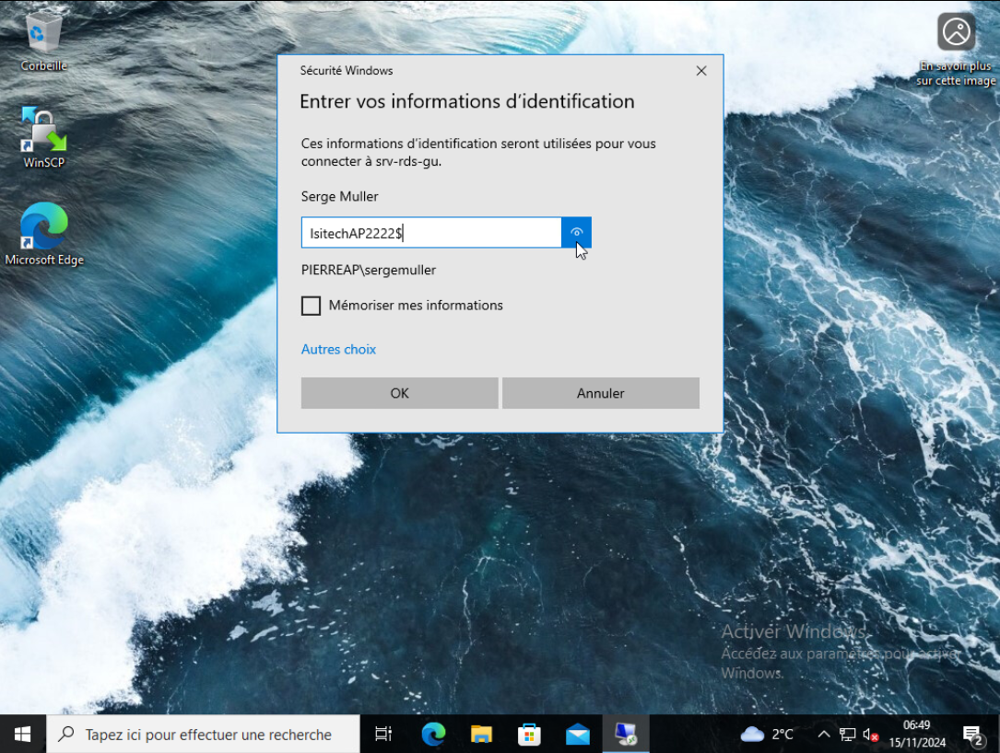 Corbeille
WinSCP
Microsoft Edge
En savoir plus
sur cette image
Sécurité Windows
Entrer vos informations d'identification
Ces informations d'identification seront utilisées pour vous
connecter à srv-rds-gu.
Serge Muller
IsitechAP2222$
PIERREAP\sergemuller
Mémoriser mes informations
Autres choix
OK
Annuler
Activer Windows
Accédez aux paramètres pour activer
Windows.
Tapez ici pour effectuer une recherche
2°C
06:49
15/11/2024
2